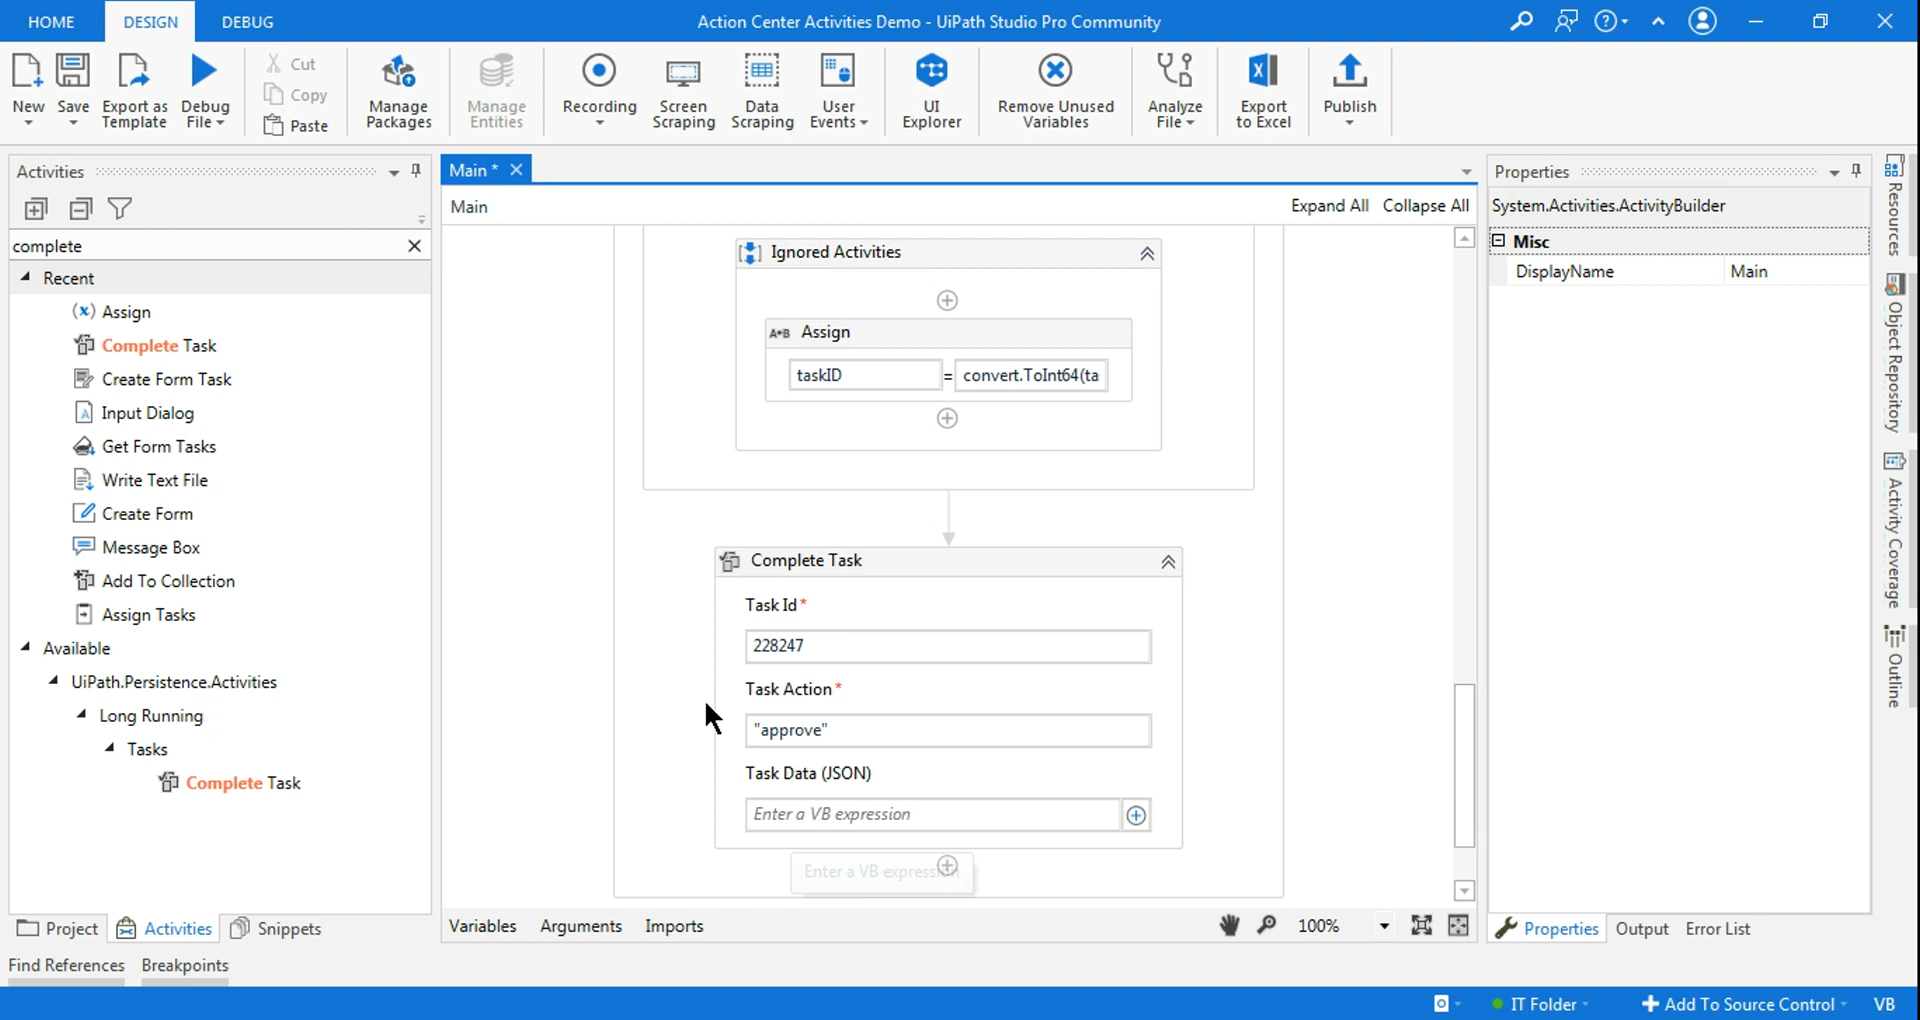 HOME DESIGN DEBUG Action Center Activities Demo - UiPath Studio Pro Community
New Save Export as Template Debug File Cut Copy Paste Manage Packages Manage Entities Recording Screen Scraping Data Scraping User Events UI Explorer Remove Unused Variables Analyze File Export to Excel Publish
Activities
complete
Recent
Assign
Complete Task
Create Form Task
Input Dialog
Get Form Tasks
Write Text File
Create Form
Message Box
Add To Collection
Assign Tasks
Available
UiPath.Persistence.Activities
Long Running
Tasks
Complete Task
Project Activities Snippets
Find References Breakpoints
Main *
Main Expand All Collapse All
Ignored Activities
A+B Assign
taskID = convert.ToInt64(ta
Complete Task
Task Id *
228247
Task Action *
"approve"
Task Data (JSON)
Enter a VB expression
Enter a VB expression
Variables Arguments Imports 100%
Properties
System.Activities.ActivityBuilder
Misc
DisplayName Main
Properties Output Error List
Resources
Object Repository
Activity Coverage
Outline
IT Folder Add To Source Control VB